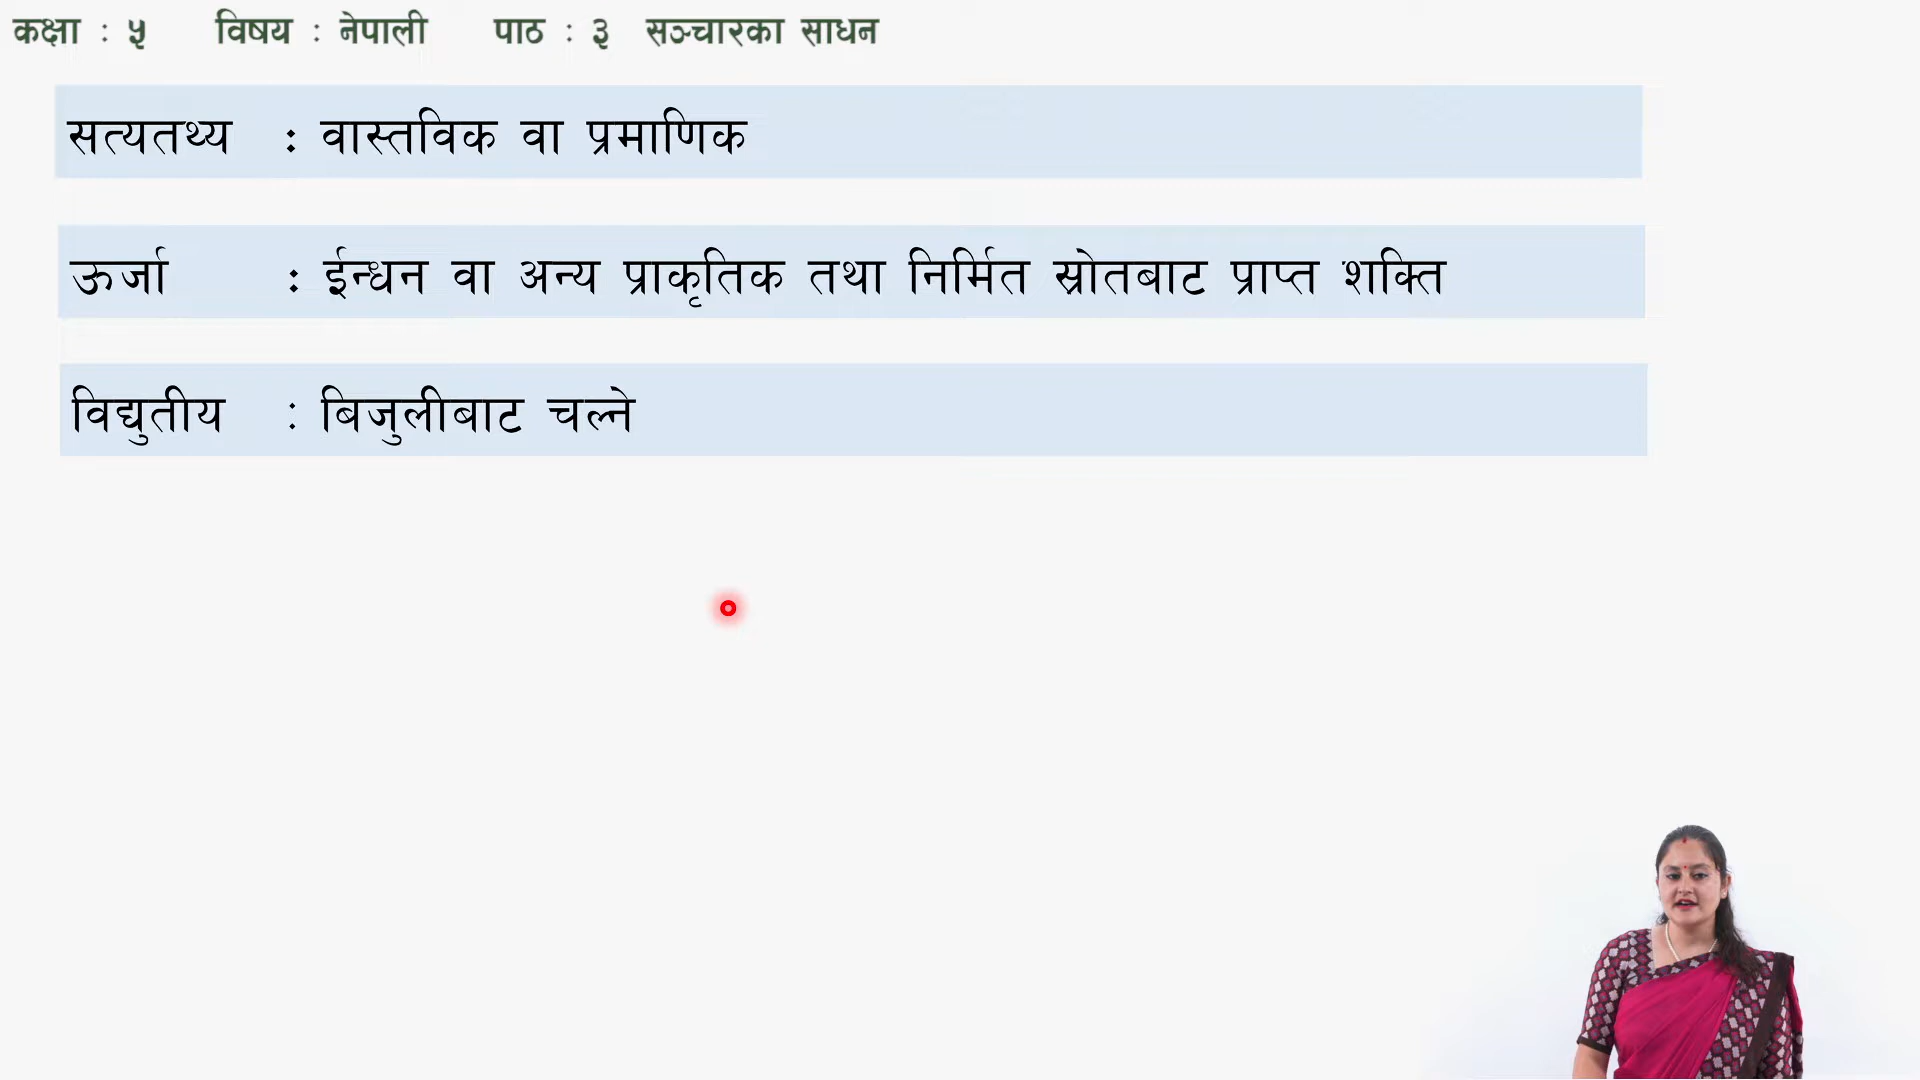 कक्षा : ५ विषय : नेपाली पाठ : ३ सञ्चारका साधन
सत्यतथ्य : वास्तविक वा प्रमाणिक
ऊर्जा : ईन्धन वा अन्य प्राकृतिक तथा निर्मित स्रोतबाट प्राप्त शक्ति
विद्युतीय : बिजुलीबाट चल्ने